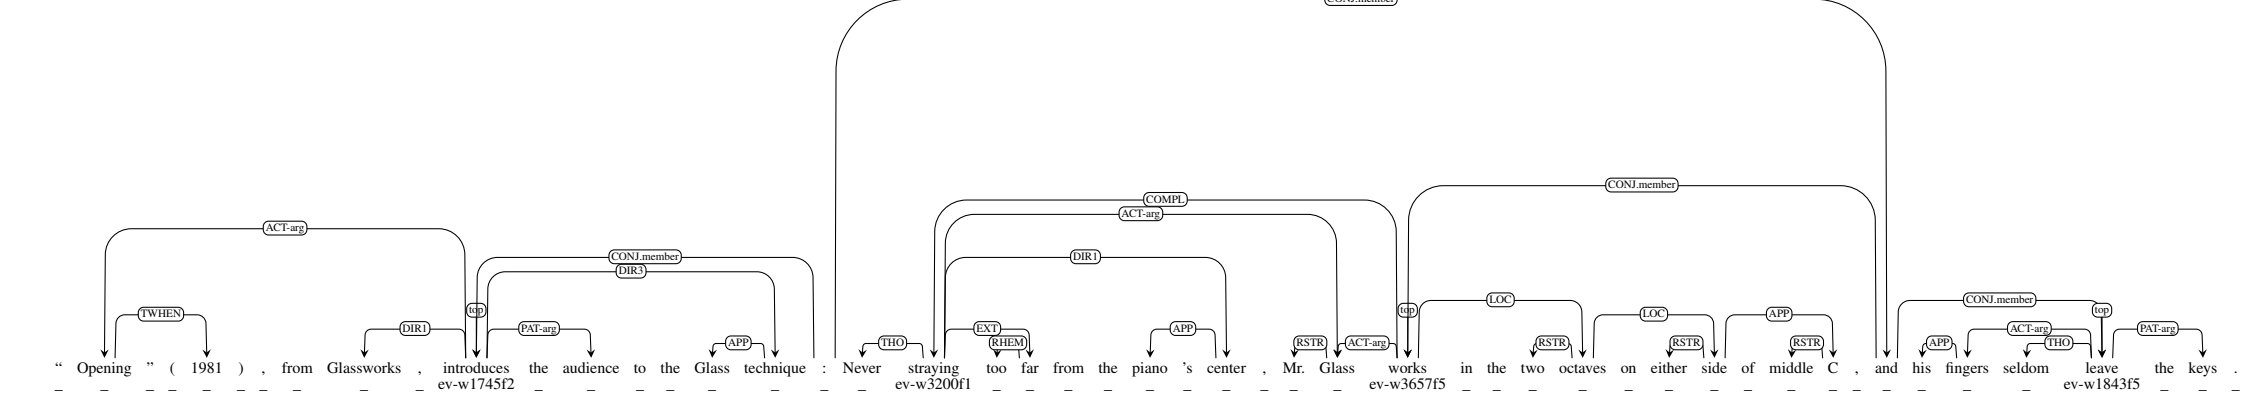 CONJ.member
CONJ.member
COMPL
ACT-arg
ACT-arg
CONJ.member
DIR1
DIR3
LOC
CONJ.member
top
top
top
TWHEN
LOC
APP
DIR1
PAT-arg
EXT
APP
ACT-arg
PAT-arg
APP
THO
RHEM
RSTR
ACT-arg
RSTR
RSTR
RSTR
APP
THO
“ Opening ” ( 1981 ) , from Glassworks , introduces the audience to the Glass technique : Never straying too far from the piano ’s center , Mr. Glass works in the two octaves on either side of middle C , and his fingers seldom leave the keys .
_ _ _ _ _ _ _ _ _ _ ev-w1745f2 _ _ _ _ _ _ _ _ ev-w3200f1 _ _ _ _ _ _ _ _ _ _ ev-w3657f5 _ _ _ _ _ _ _ _ _ _ _ _ _ _ _ ev-w1843f5 _ _ _